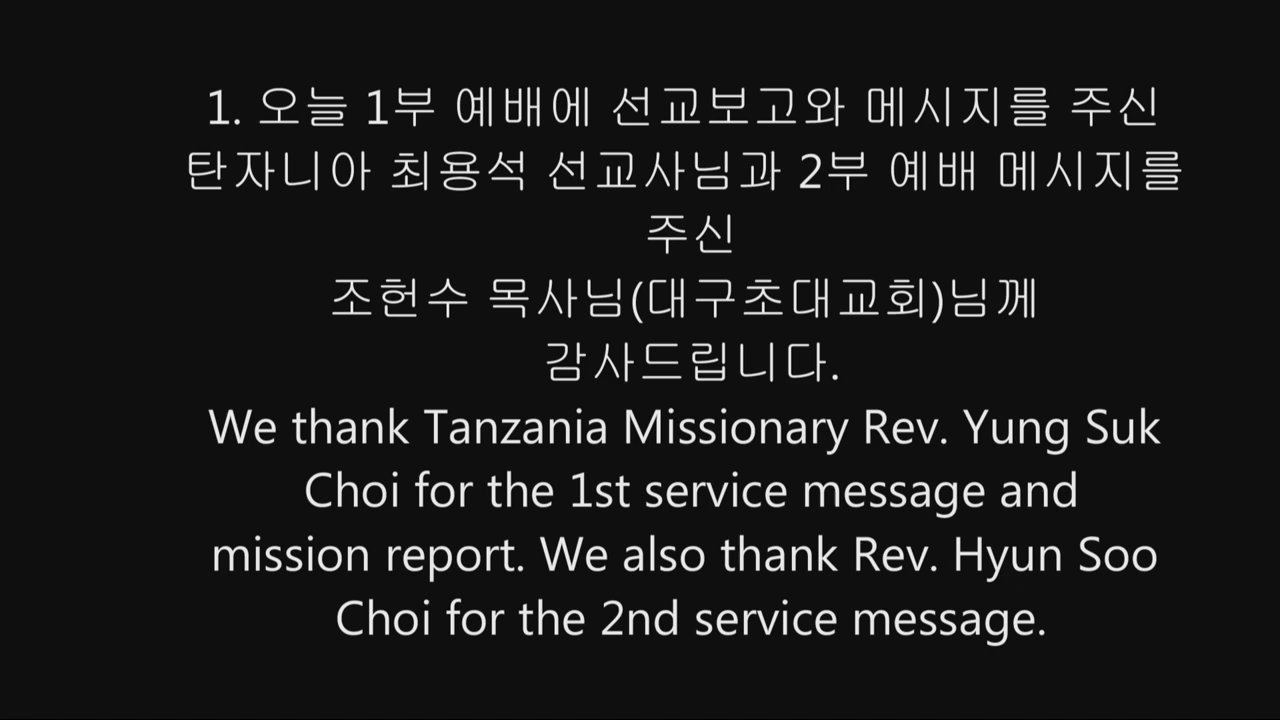 1. 오늘 1부 예배에 선교보고와 메시지를 주신
탄자니아 최용석 선교사님과 2부 예배 메시지를
주신
조헌수 목사님(대구초대교회)님께
감사드립니다.
We thank Tanzania Missionary Rev. Yung Suk
Choi for the 1st service message and
mission report. We also thank Rev. Hyun Soo
Choi for the 2nd service message.